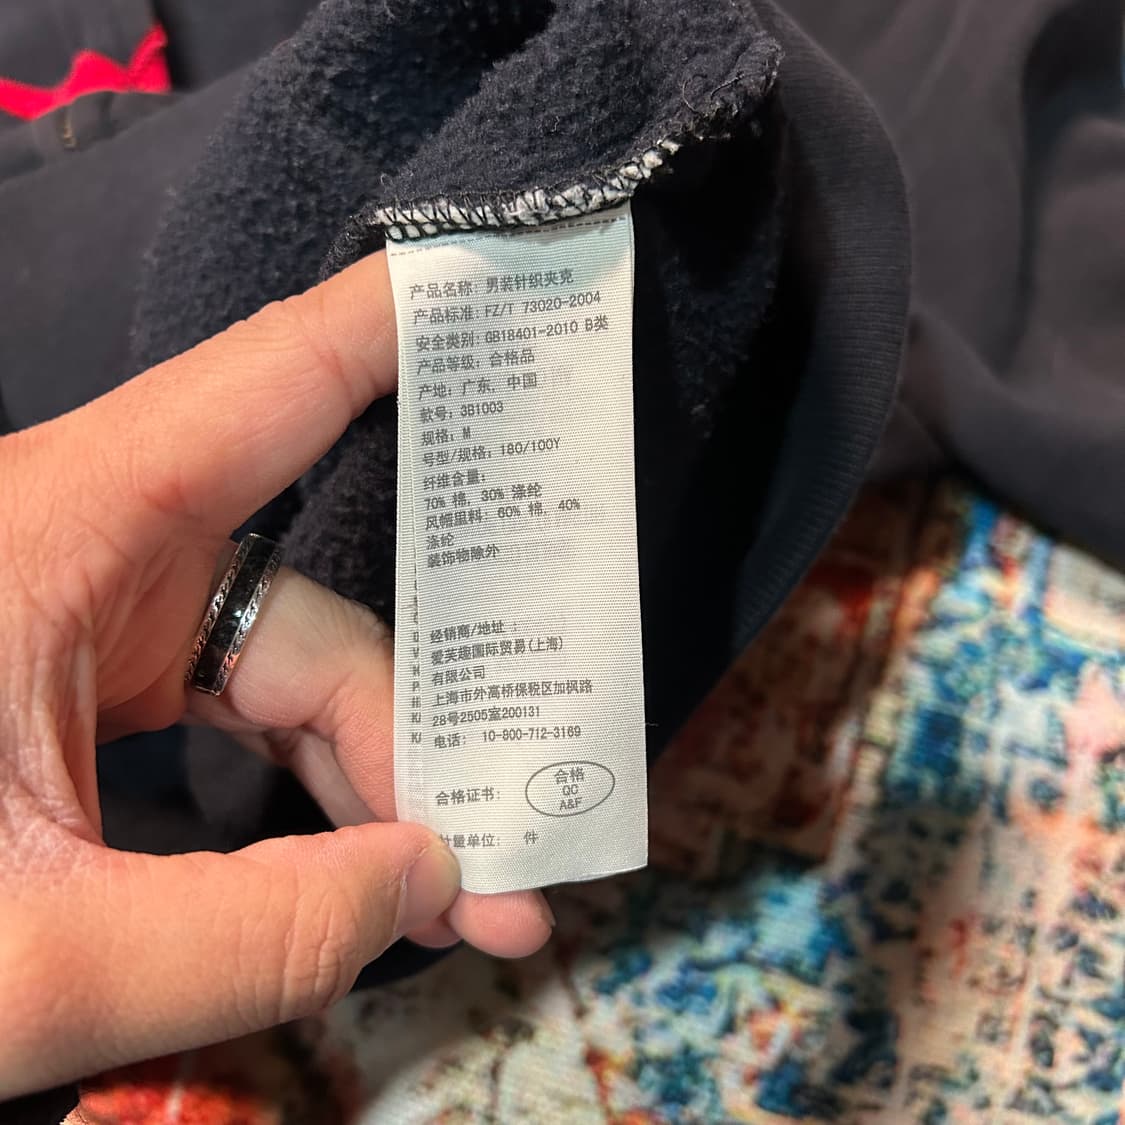 产品名称: 男装针织夹克
产品标准: FZ/T 73020-2004
安全类别: GB18401-2010 B类
产品等级: 合格品
产地: 广东, 中国
款号: 3B1003
规格: M
号型/规格: 180/100Y
纤维含量:
70% 棉, 30% 涤纶
风帽里料: 60% 棉, 40%
涤纶
装饰物除外
经销商/地址 :
爱芙趣国际贸易(上海)
有限公司
上海市外高桥保税区加枫路
28号2505室200131
电话: 10-800-712-3169
合格证书:
合格
QC
A&F
计量单位: 件